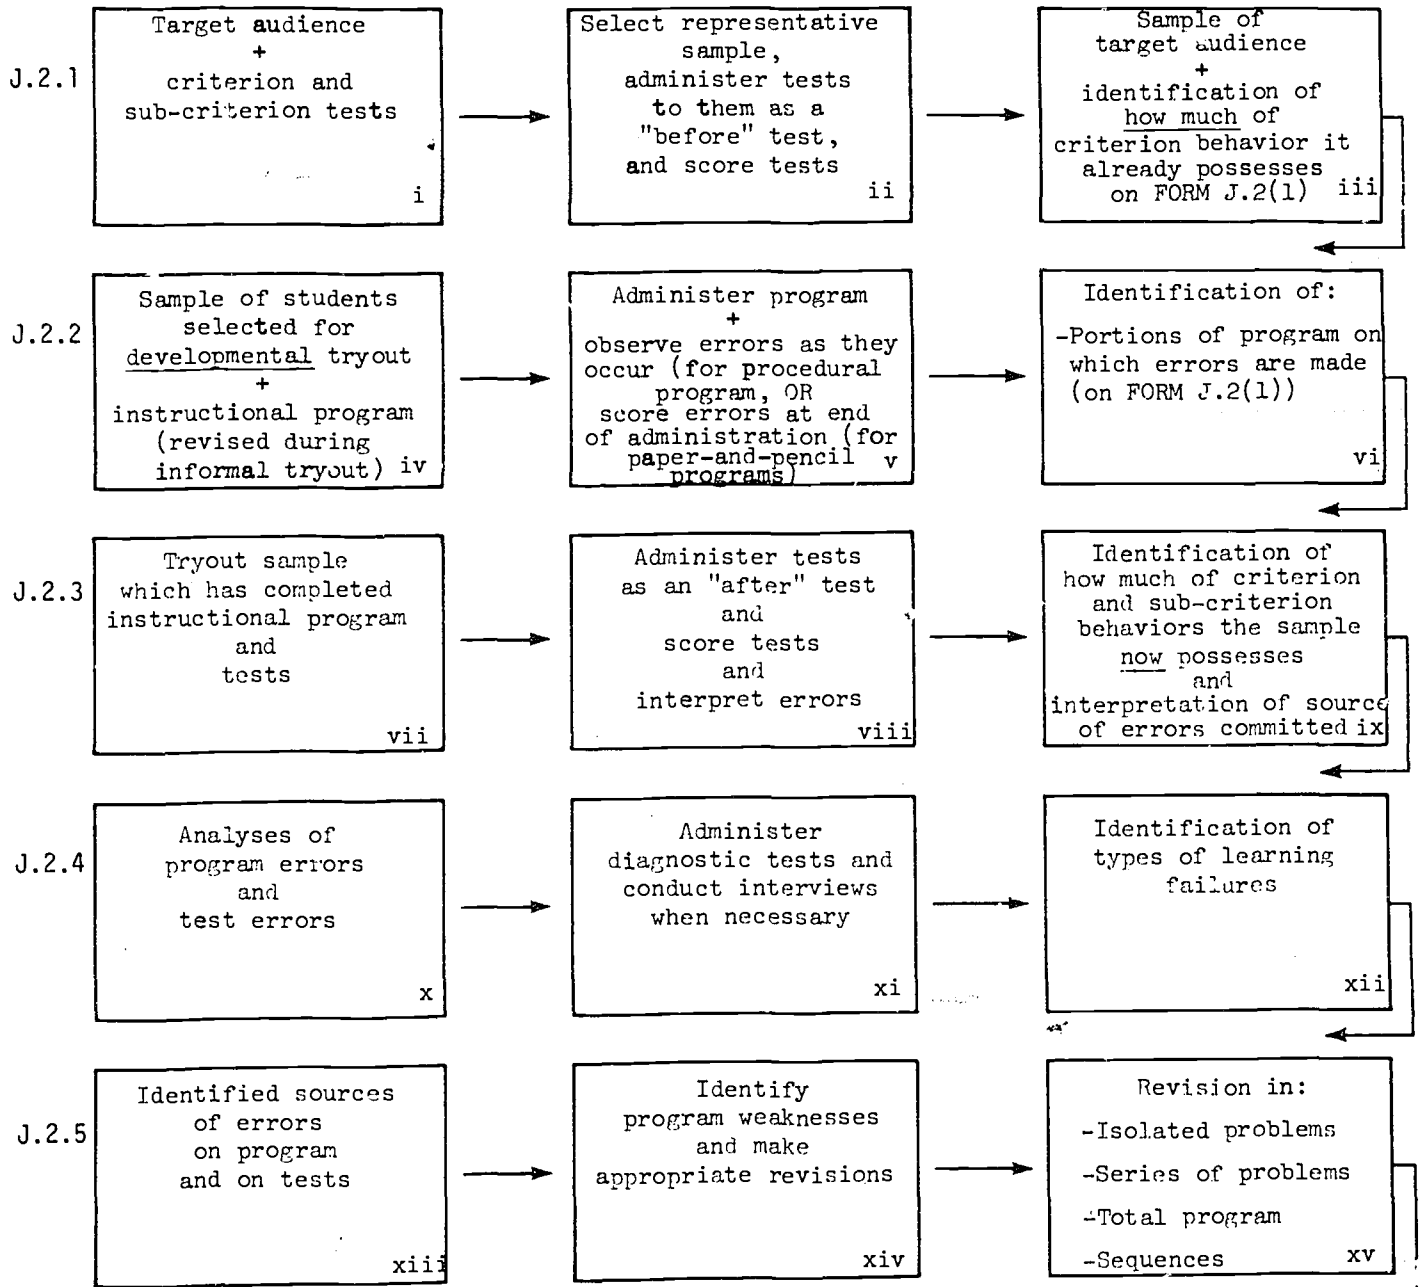 J.2.1
Target audience
+
criterion and
sub-criterion tests
i
Select representative
sample,
administer tests
to them as a
"before" test,
and score tests
ii
Sample of
target audience
+
identification of
how much of
criterion behavior it
already possesses
on FORM J.2(1)
iii
J.2.2
Sample of students
selected for
developmental tryout
+
instructional program
(revised during
informal tryout)
iv
Administer program
+
observe errors as they
occur (for procedural
program, OR
score errors at end
of administration (for
paper-and-pencil
programs)
v
Identification of:
-Portions of program on
which errors are made
(on FORM J.2(1))
vi
J.2.3
Tryout sample
which has completed
instructional program
and
tests
vii
Administer tests
as an "after" test
and
score tests
and
interpret errors
viii
Identification of
how much of criterion
and sub-criterion
behaviors the sample
now possesses
and
interpretation of source
of errors committed
ix
J.2.4
Analyses of
program errors
and
test errors
x
Administer
diagnostic tests and
conduct interviews
when necessary
xi
Identification of
types of learning
failures
xii
J.2.5
Identified sources
of errors
on program
and on tests
xiii
Identify
program weaknesses
and make
appropriate revisions
xiv
Revision in:
-Isolated problems
-Series of problems
-Total program
-Sequences
xv